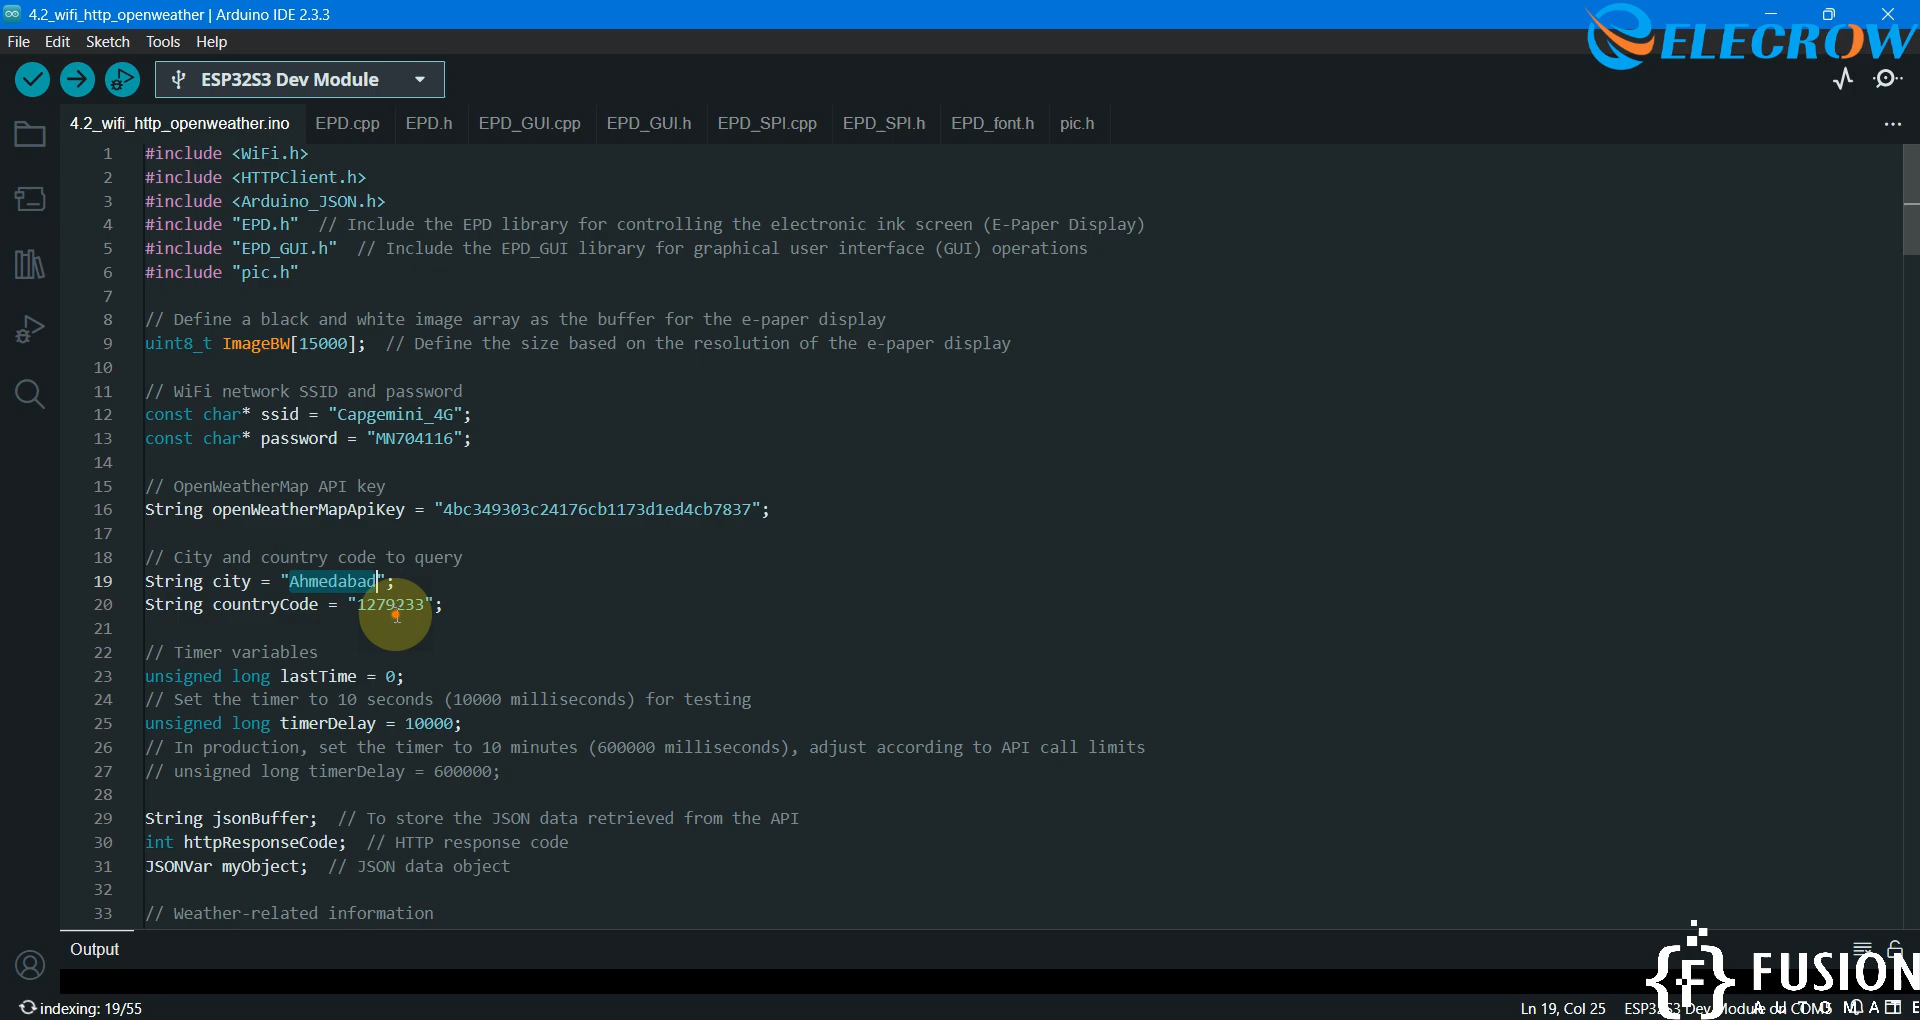 4.2_wifi_http_openweather | Arduino IDE 2.3.3
File Edit Sketch Tools Help
ELECROW
ESP32S3 Dev Module
4.2_wifi_http_openweather.ino EPD.cpp EPD.h EPD_GUI.cpp EPD_GUI.h EPD_SPI.cpp EPD_SPI.h EPD_font.h pic.h
1 #include <WiFi.h>
2 #include <HTTPClient.h>
3 #include <Arduino_JSON.h>
4 #include "EPD.h" // Include the EPD library for controlling the electronic ink screen (E-Paper Display)
5 #include "EPD_GUI.h" // Include the EPD_GUI library for graphical user interface (GUI) operations
6 #include "pic.h"
7
8 // Define a black and white image array as the buffer for the e-paper display
9 uint8_t ImageBW[15000]; // Define the size based on the resolution of the e-paper display
10
11 // WiFi network SSID and password
12 const char* ssid = "Capgemini_4G";
13 const char* password = "MN704116";
14
15 // OpenWeatherMap API key
16 String openWeatherMapApiKey = "4bc349303c24176cb1173d1ed4cb7837";
17
18 // City and country code to query
19 String city = "Ahmedabad";
20 String countryCode = "1279233";
21
22 // Timer variables
23 unsigned long lastTime = 0;
24 // Set the timer to 10 seconds (10000 milliseconds) for testing
25 unsigned long timerDelay = 10000;
26 // In production, set the timer to 10 minutes (600000 milliseconds), adjust according to API call limits
27 // unsigned long timerDelay = 600000;
28
29 String jsonBuffer; // To store the JSON data retrieved from the API
30 int httpResponseCode; // HTTP response code
31 JSONVar myObject; // JSON data object
32
33 // Weather-related information
Output
{F} FUSION
AUTOMATE
indexing: 19/55
Ln 19, Col 25 ESP32S3 Dev Module on COM5